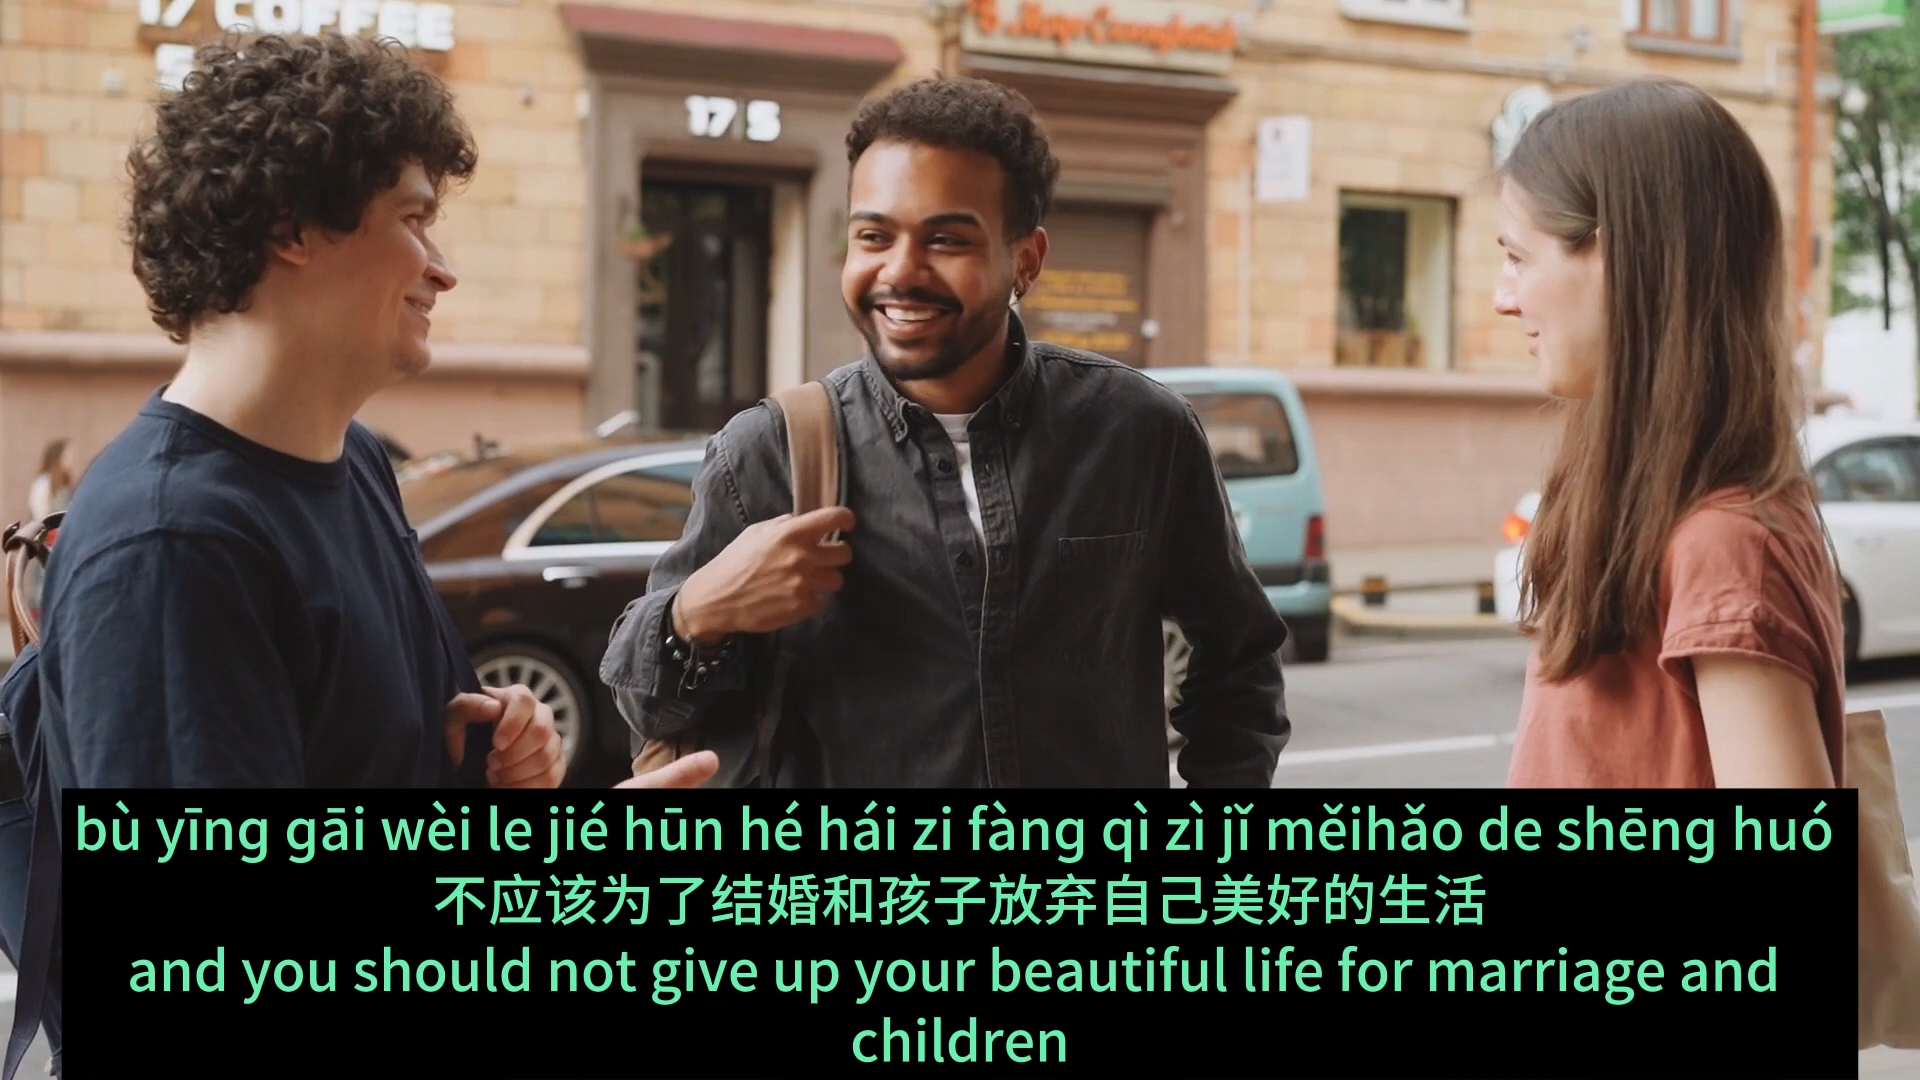 17 COFFEE
17 5
bù yīng gāi wèi le jié hūn hé hái zi fàng qì zì jǐ měihǎo de shēng huó
不应该为了结婚和孩子放弃自己美好的生活
and you should not give up your beautiful life for marriage and
children